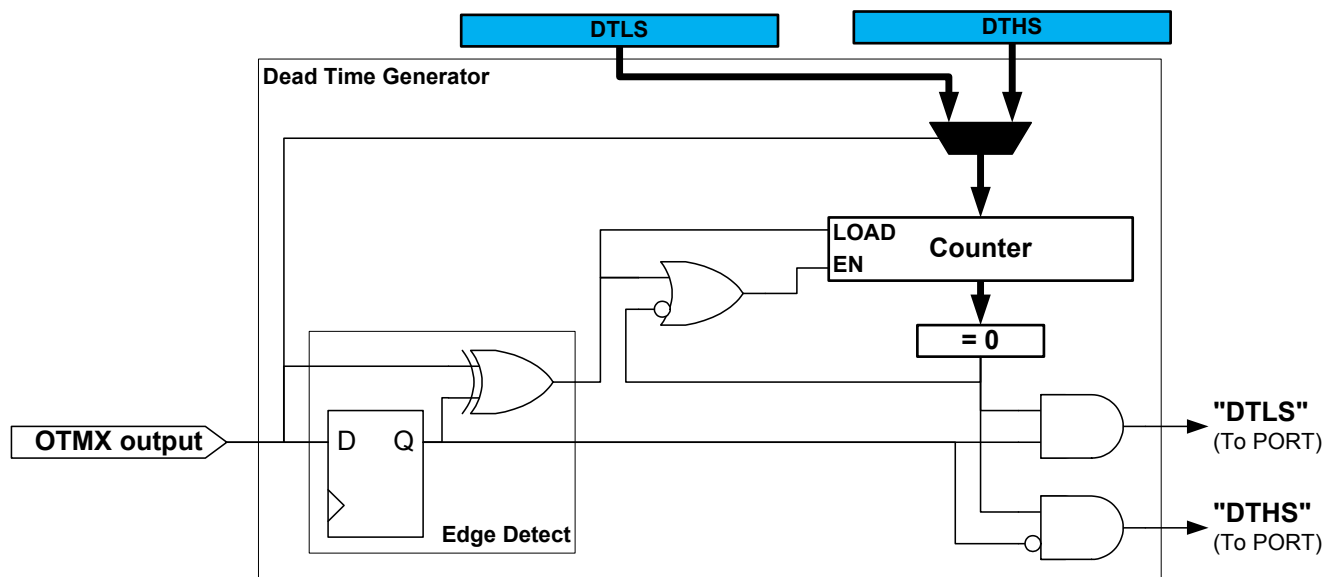 DTLS
DTHS
Dead Time Generator
LOAD
EN
Counter
= 0
OTMX output
D
Q
Edge Detect
"DTLS"
(To PORT)
"DTHS"
(To PORT)